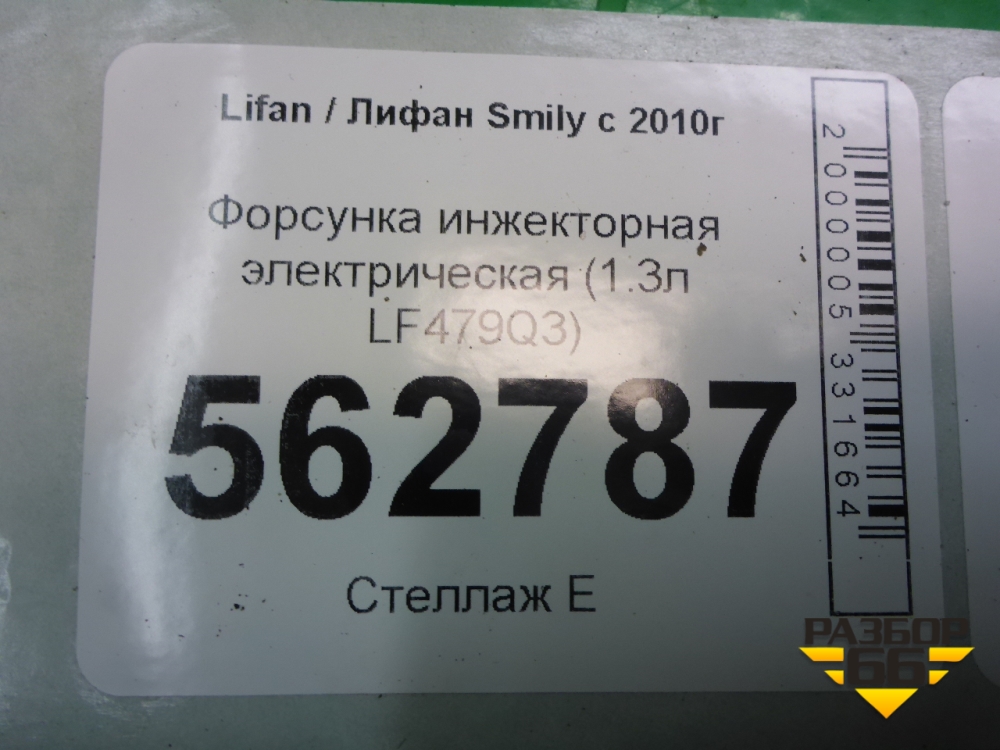 Lifan / Лифан Smily с 2010г
Форсунка инжекторная
электрическая (1.3л
LF479Q3)
562787
Стеллаж Е
2000005331664
РАЗБОР
66